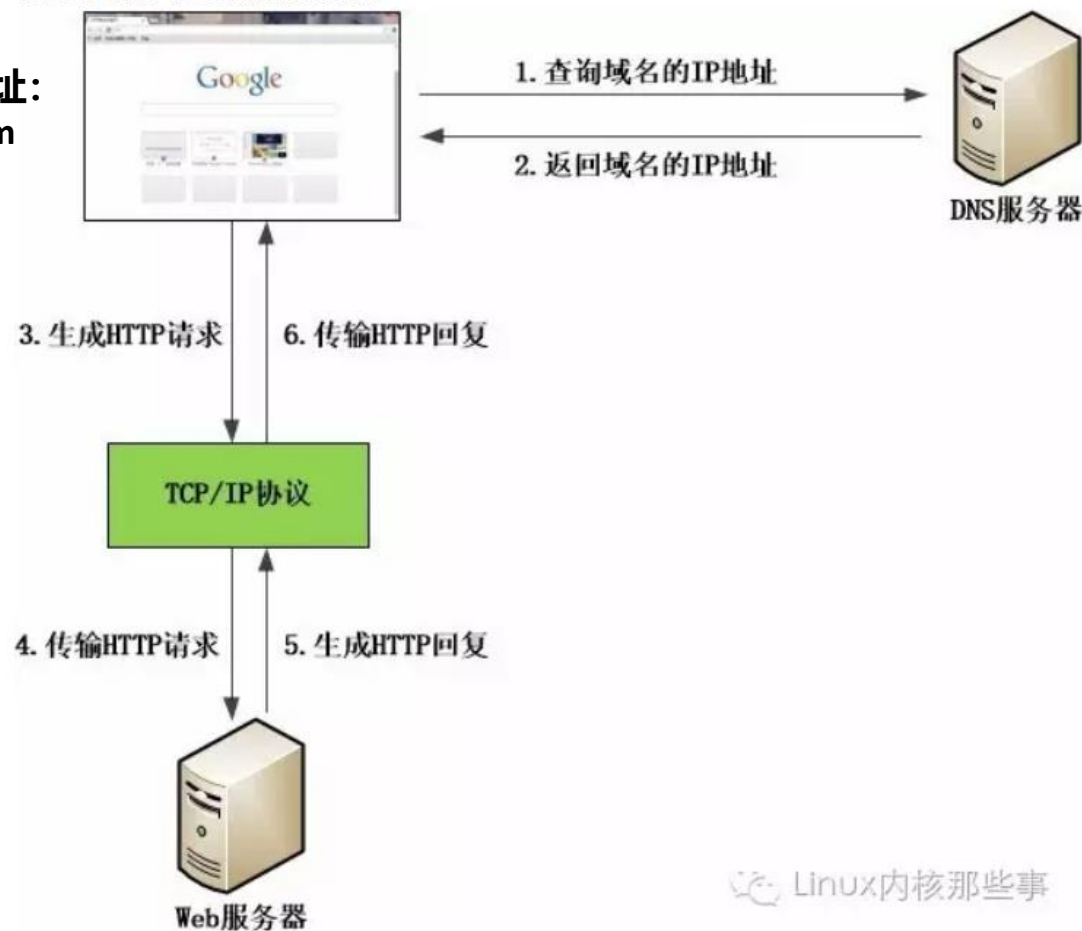 址：
m
Google
1. 查询域名的IP地址
2. 返回域名的IP地址
DNS服务器
3. 生成HTTP请求
6. 传输HTTP回复
TCP/IP协议
4. 传输HTTP请求
5. 生成HTTP回复
Web服务器
Linux内核那些事